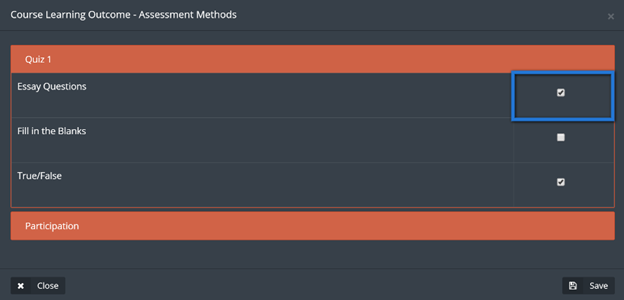 Course Learning Outcome - Assessment Methods
Quiz 1
Essay Questions
Fill in the Blanks
True/False
Participation
Close
Save